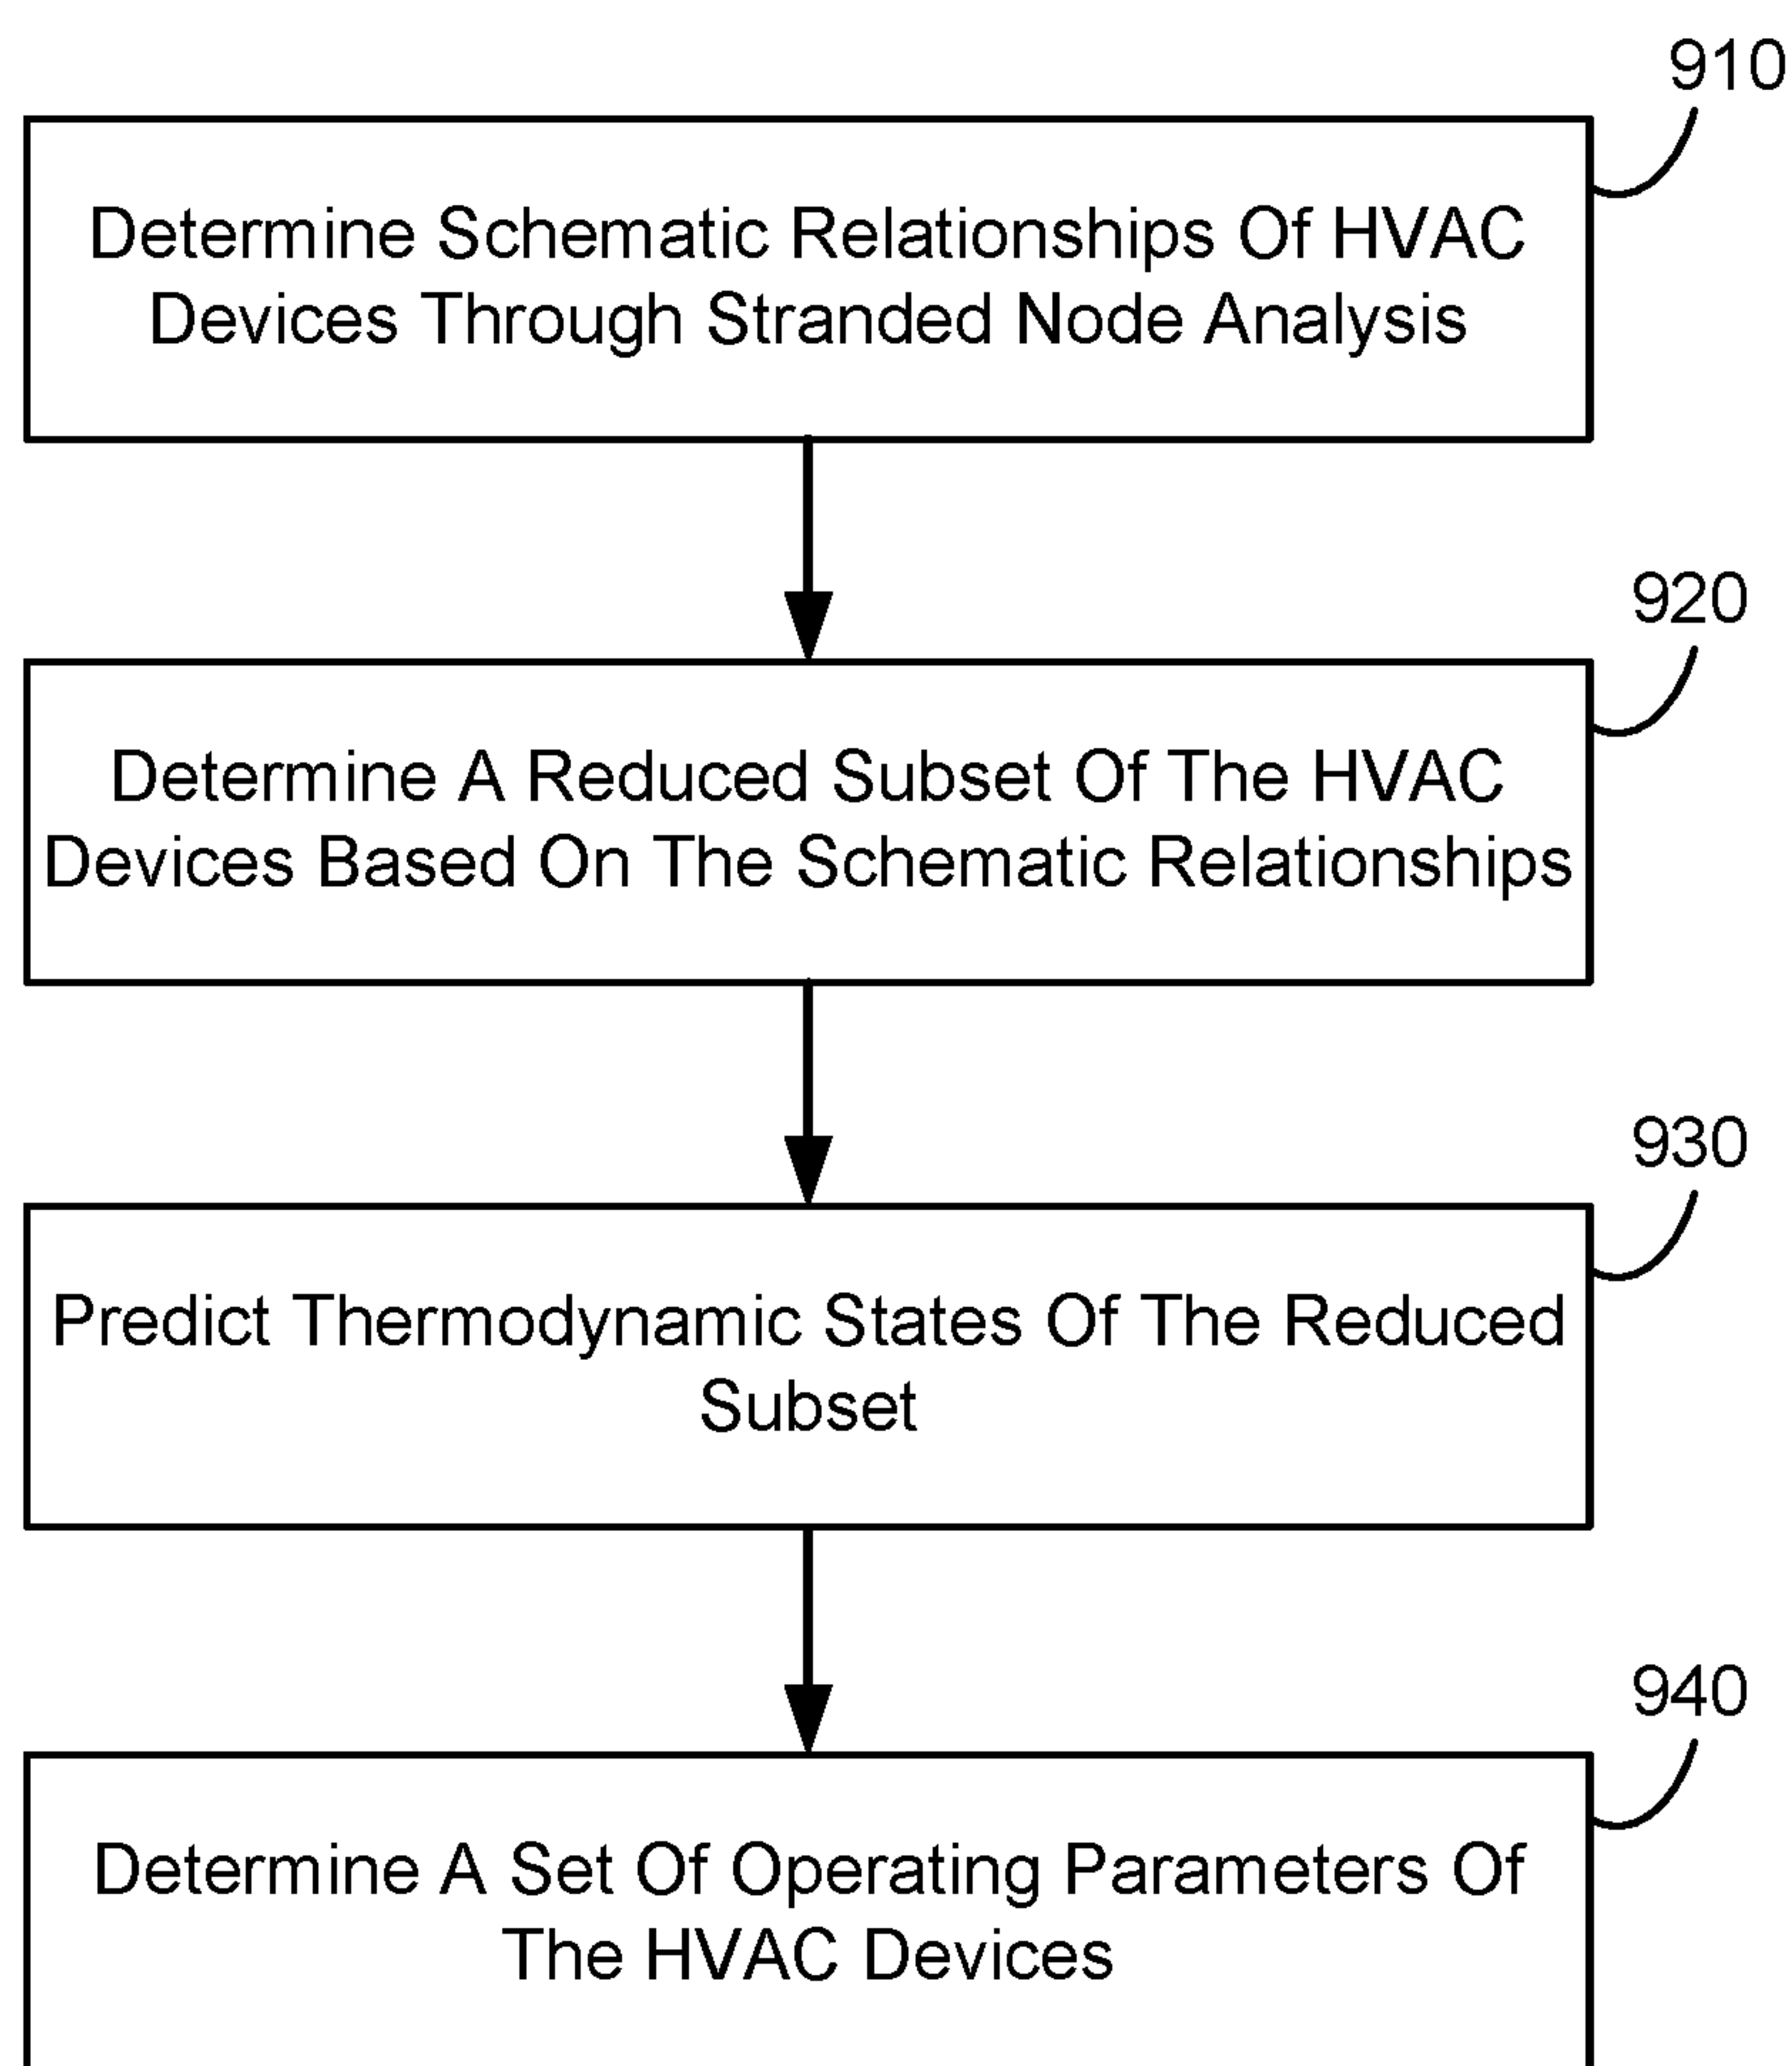 910
Determine Schematic Relationships Of HVAC
Devices Through Stranded Node Analysis
920
Determine A Reduced Subset Of The HVAC
Devices Based On The Schematic Relationships
930
Predict Thermodynamic States Of The Reduced
Subset
940
Determine A Set Of Operating Parameters Of
The HVAC Devices